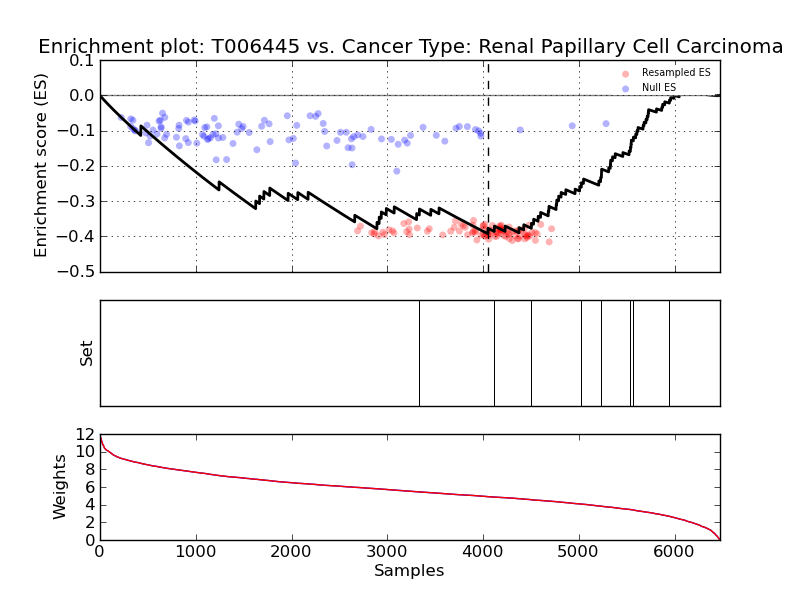 Enrichment plot: T006445 vs. Cancer Type: Renal Papillary Cell Carcinoma
Enrichment score (ES)
0.1
0.0
−0.1
−0.2
−0.3
−0.4
−0.5
Resampled ES
Null ES
Set
Weights
12
10
8
6
4
2
0
0 1000 2000 3000 4000 5000 6000
Samples